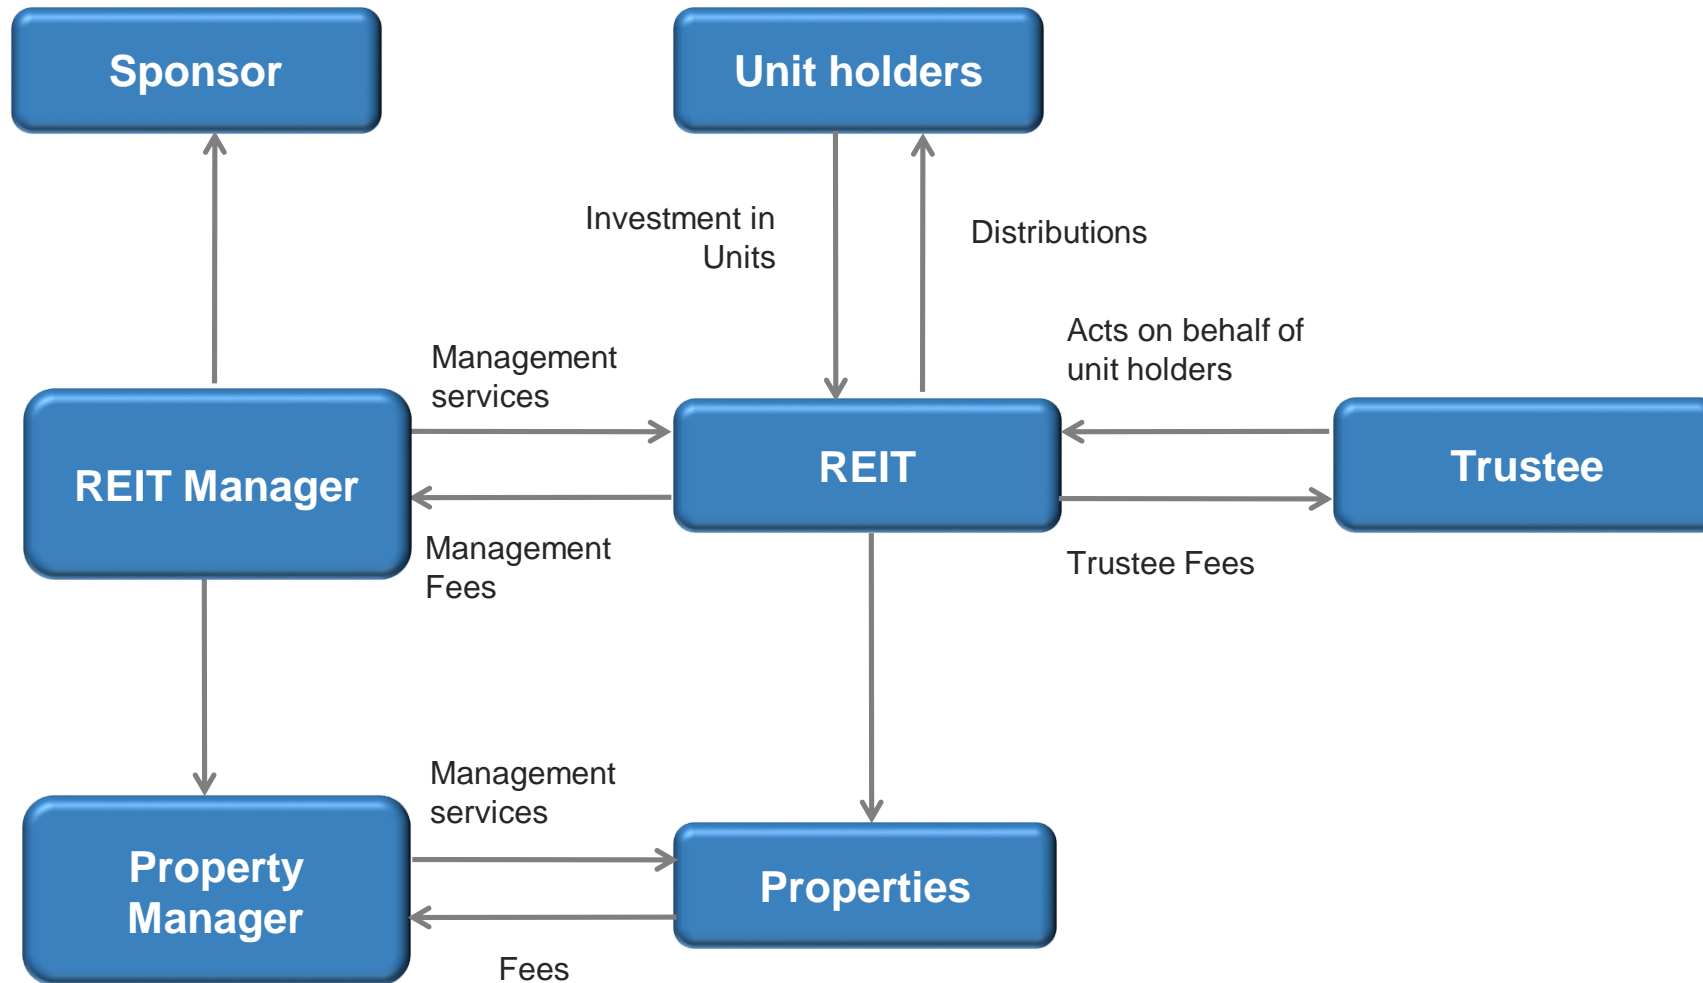 Sponsor
Unit holders
Investment in
Units
Distributions
Acts on behalf of
unit holders
Management
services
REIT Manager
REIT
Trustee
Management
Fees
Trustee Fees
Management
services
Property
Manager
Properties
Fees